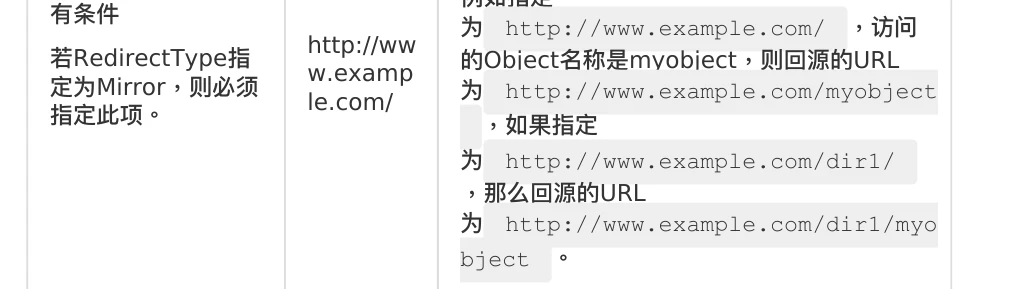 有条件
若RedirectType指
定为Mirror，则必须
指定此项。
http://ww
w.examp
le.com/
例如指定
为 http://www.example.com/ ，访问
的Object名称是myobject，则回源的URL
为 http://www.example.com/myobject
，如果指定
为 http://www.example.com/dir1/
，那么回源的URL
为 http://www.example.com/dir1/myo
bject 。